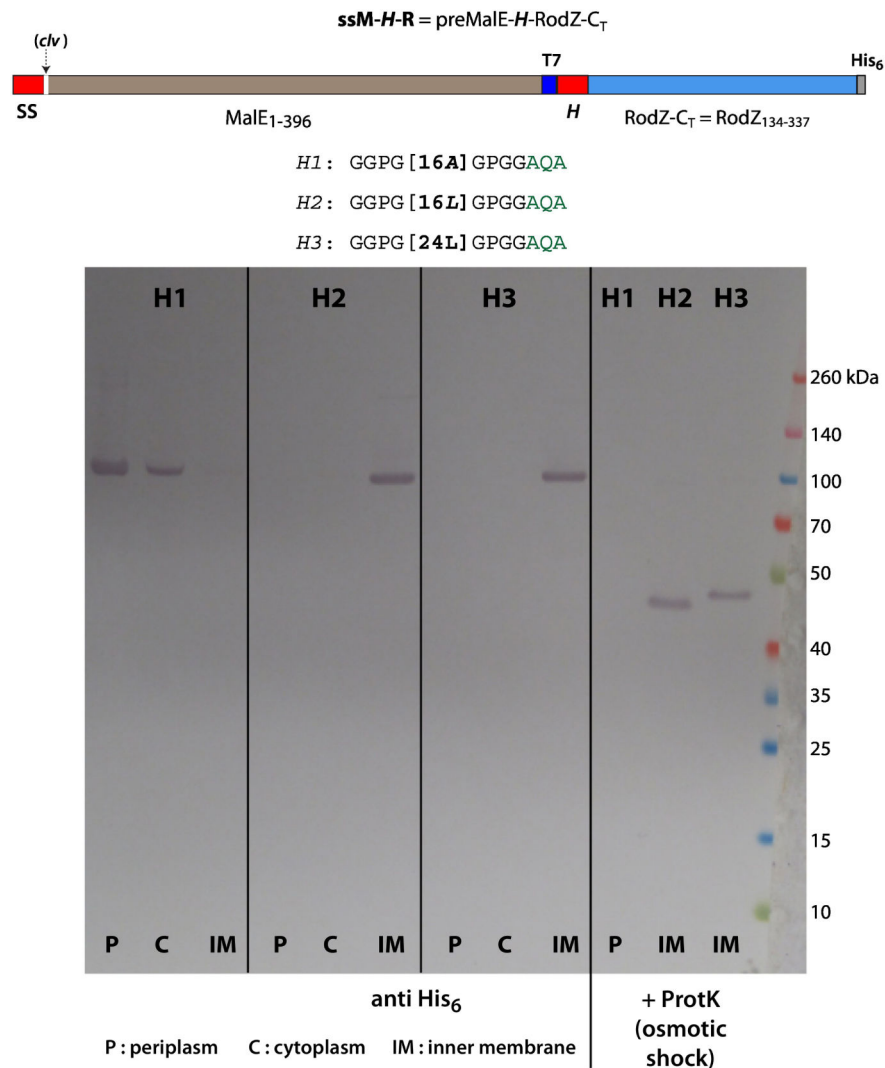 ssM-H-R = preMalE-H-RodZ-C_T
(clv)
T7
His₆
SS
MalE₁₋₃₉₆
H
RodZ-C_T = RodZ₁₃₄₋₃₃₇
H1: GGPG[16A]GPGGAQA
H2: GGPG[16L]GPGGAQA
H3: GGPG[24L]GPGGAQA
H1 H2 H3 H1 H2 H3
260 kDa
140
100
70
50
40
35
25
15
10
P C IM P C IM P C IM P IM IM
anti His₆
+ ProtK
(osmotic
shock)
P : periplasm C : cytoplasm IM : inner membrane